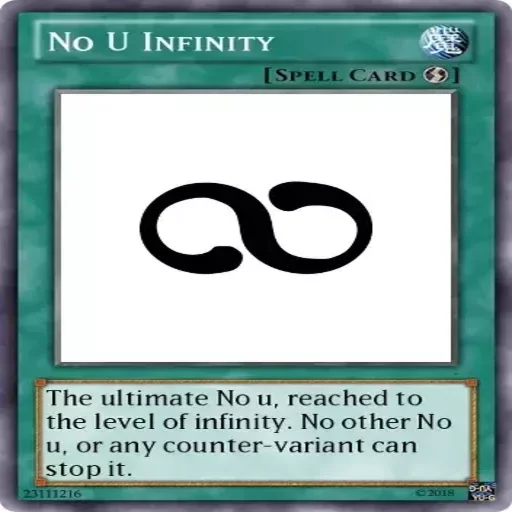 No U Infinity
[Spell Card]
The ultimate No u, reached to
the level of infinity. No other No
u, or any counter-variant can
stop it.
23111216
©2018